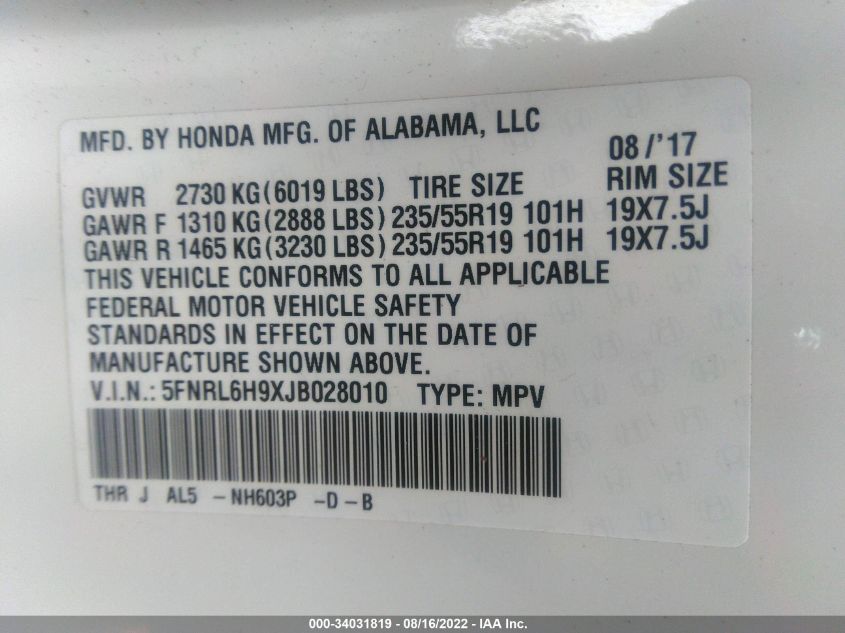 MFD. BY HONDA MFG. OF ALABAMA, LLC
08/'17
GVWR 2730 KG(6019 LBS) TIRE SIZE RIM SIZE
GAWR F 1310 KG(2888 LBS) 235/55R19 101H 19X7.5J
GAWR R 1465 KG(3230 LBS) 235/55R19 101H 19X7.5J
THIS VEHICLE CONFORMS TO ALL APPLICABLE
FEDERAL MOTOR VEHICLE SAFETY
STANDARDS IN EFFECT ON THE DATE OF
MANUFACTURE SHOWN ABOVE.
V.I.N.: 5FNRL6H9XJB028010 TYPE: MPV
THR J AL5 -NH603P -D-B
000-34031819 - 08/16/2022 - IAA Inc.